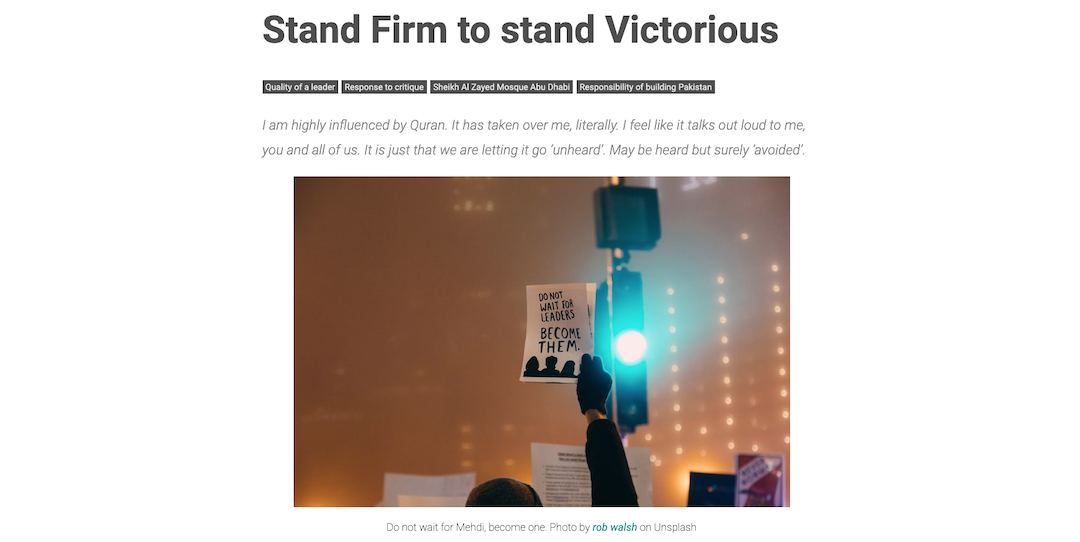 Stand Firm to stand Victorious
Quality of a leader Response to critique Sheikh Al Zayed Mosque Abu Dhabi Responsibility of building Pakistan
I am highly influenced by Quran. It has taken over me, literally. I feel like it talks out loud to me,
you and all of us. It is just that we are letting it go ‘unheard’. May be heard but surely ‘avoided’.
DO NOT
WAIT FOR
LEADERS
BECOME
THEM.
Do not wait for Mehdi, become one. Photo by rob walsh on Unsplash